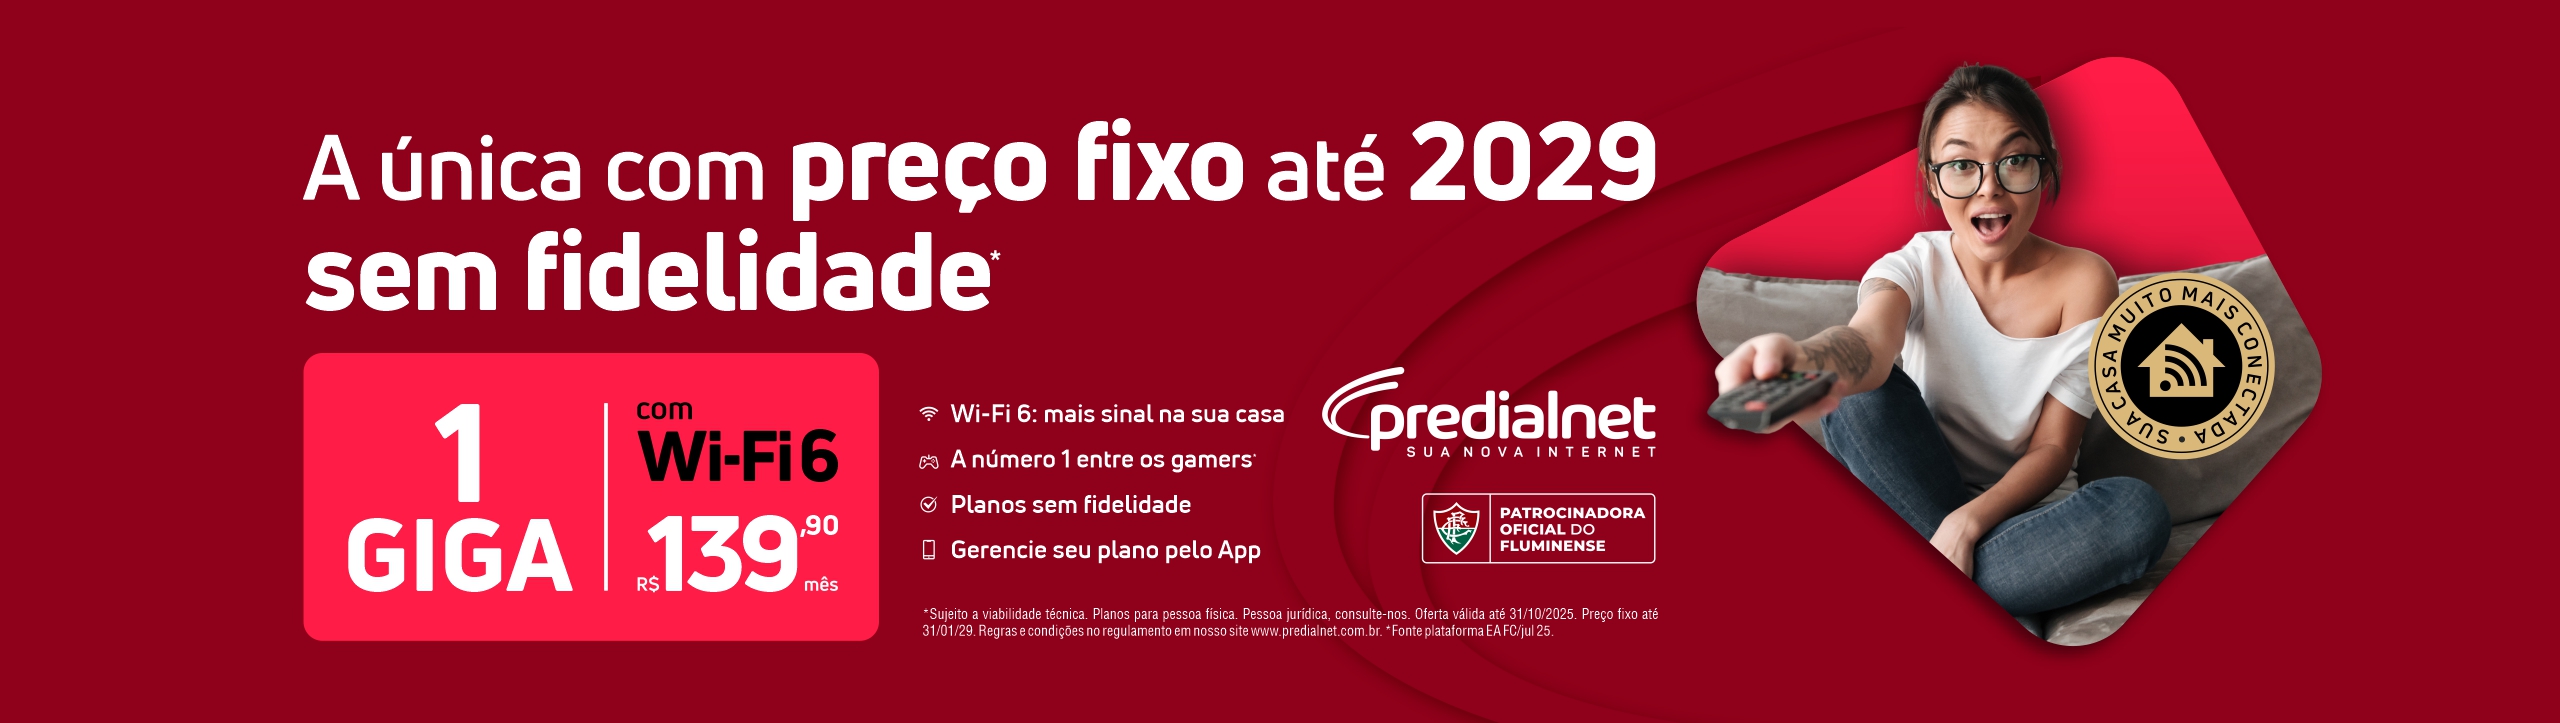 A única com preço fixo até 2029
sem fidelidade*
1
GIGA
com
Wi-Fi 6
R$139,90
mês
Wi-Fi 6: mais sinal na sua casa
A número 1 entre os gamers*
Planos sem fidelidade
Gerencie seu plano pelo App
predialnet
SUA NOVA INTERNET
PATROCINADORA
OFICIAL DO
FLUMINENSE
*Sujeito a viabilidade técnica. Planos para pessoa física. Pessoa jurídica, consulte-nos. Oferta válida até 31/10/2025. Preço fixo até
31/01/29. Regras e condições no regulamento em nosso site www.predialnet.com.br. *Fonte plataforma EA FC/jul 25.
SUA CASA MUITO MAIS CONECTADA •